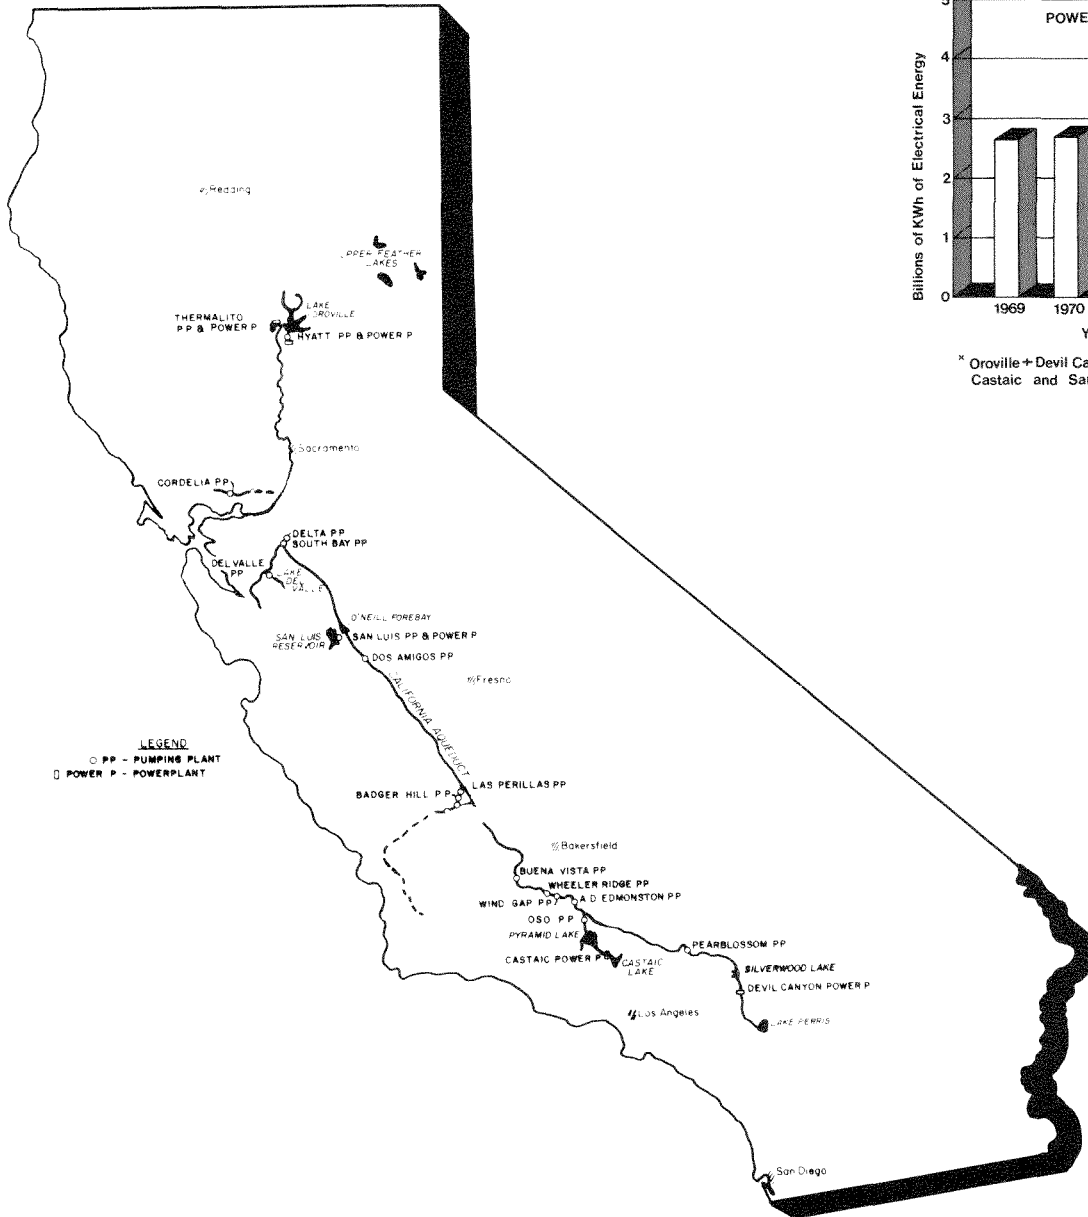 5
POWE
4
3
2
1
0
Billions of KWh of Electrical Energy
1969
1970
Y
* Oroville + Devil Ca
Castaic and Sa
Redding
UPPER FEATHER
LAKES
LAKE
OROVILLE
THERMALITO
PP & POWER P
HYATT PP & POWER P
Sacramento
CORDELIA PP
DELTA PP
SOUTH BAY PP
DEL VALLE
PP
LAKE
DEL
VALLE
O'NEILL FOREBAY
SAN LUIS
RESERVOIR
SAN LUIS PP & POWER P
DOS AMIGOS PP
Fresno
CALIFORNIA AQUEDUCT
LEGEND
PP - PUMPING PLANT
POWER P - POWERPLANT
LAS PERILLAS PP
BADGER HILL PP
Bakersfield
BUENA VISTA PP
WHEELER RIDGE PP
WIND GAP PP
A D EDMONSTON PP
OSO PP
PYRAMID LAKE
PEARBLOSSOM PP
CASTAIC POWER P
CASTAIC
LAKE
SILVERWOOD LAKE
DEVIL CANYON POWER P
Los Angeles
LAKE PERRIS
San Diego